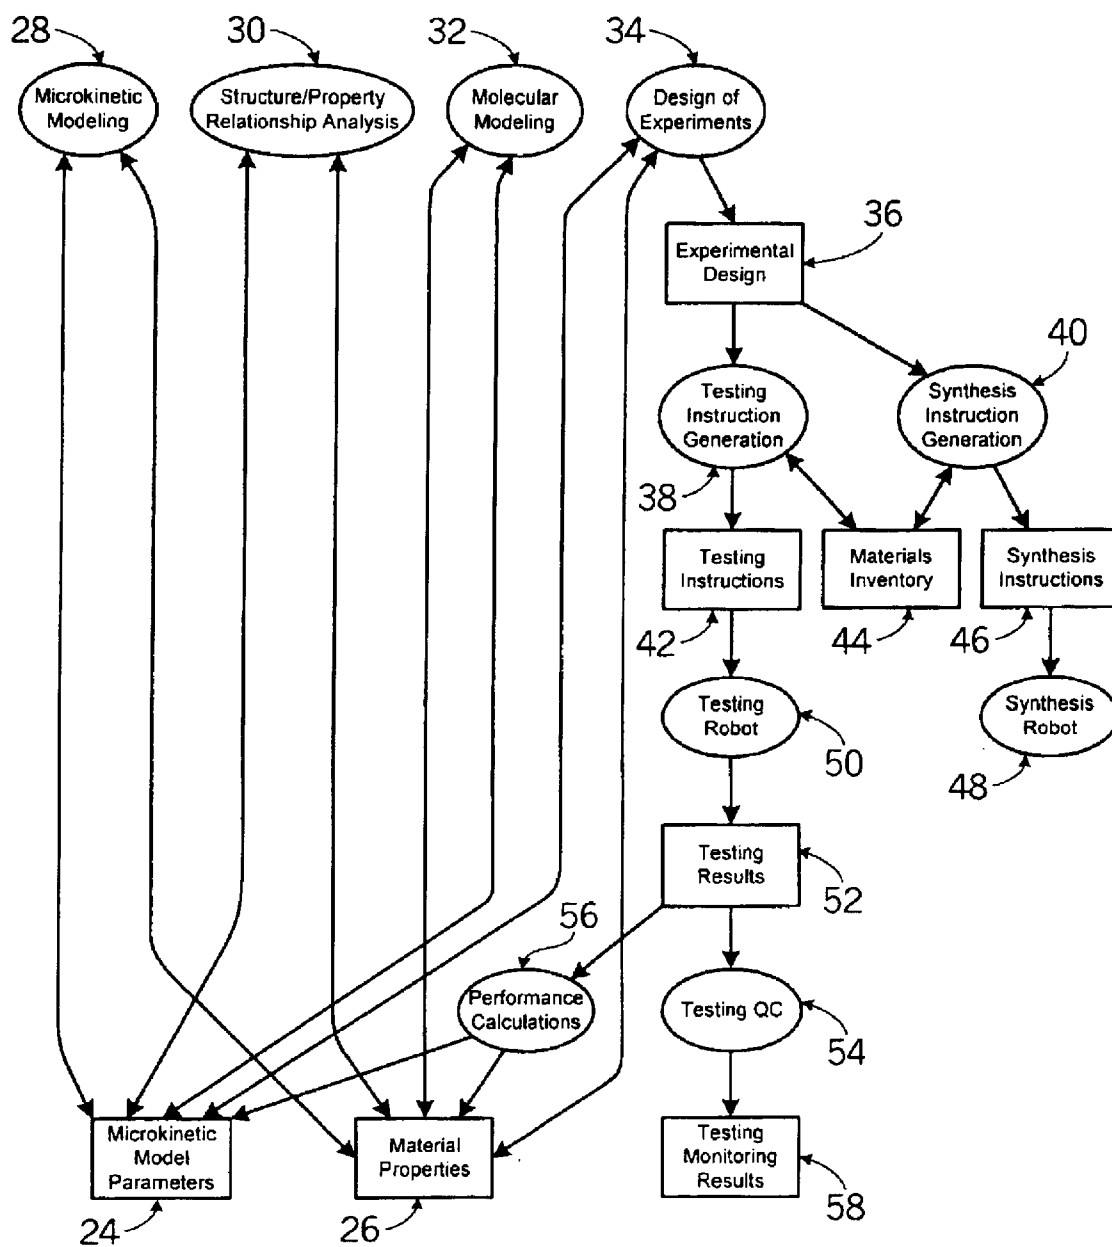 28
30
32
34
Microkinetic
Modeling
Structure/Property
Relationship Analysis
Molecular
Modeling
Design of
Experiments
36
Experimental
Design
40
Testing
Instruction
Generation
Synthesis
Instruction
Generation
38
Testing
Instructions
Materials
Inventory
Synthesis
Instructions
42
44
46
Testing
Robot
Synthesis
Robot
50
48
Testing
Results
52
56
Performance
Calculations
Testing QC
54
Microkinetic
Model
Parameters
Material
Properties
Testing
Monitoring
Results
24
26
58